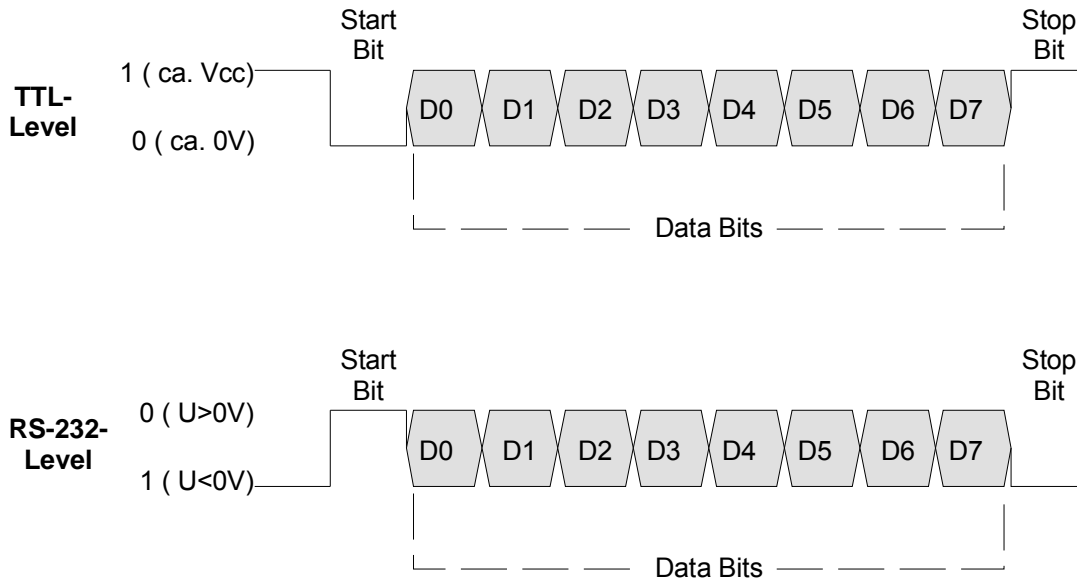 Start
Bit
Stop
Bit
1 ( ca. Vcc)
TTL-
Level
0 ( ca. 0V)
D0 D1 D2 D3 D4 D5 D6 D7
Data Bits
Start
Bit
Stop
Bit
0 ( U>0V)
RS-232-
Level
1 ( U<0V)
D0 D1 D2 D3 D4 D5 D6 D7
Data Bits